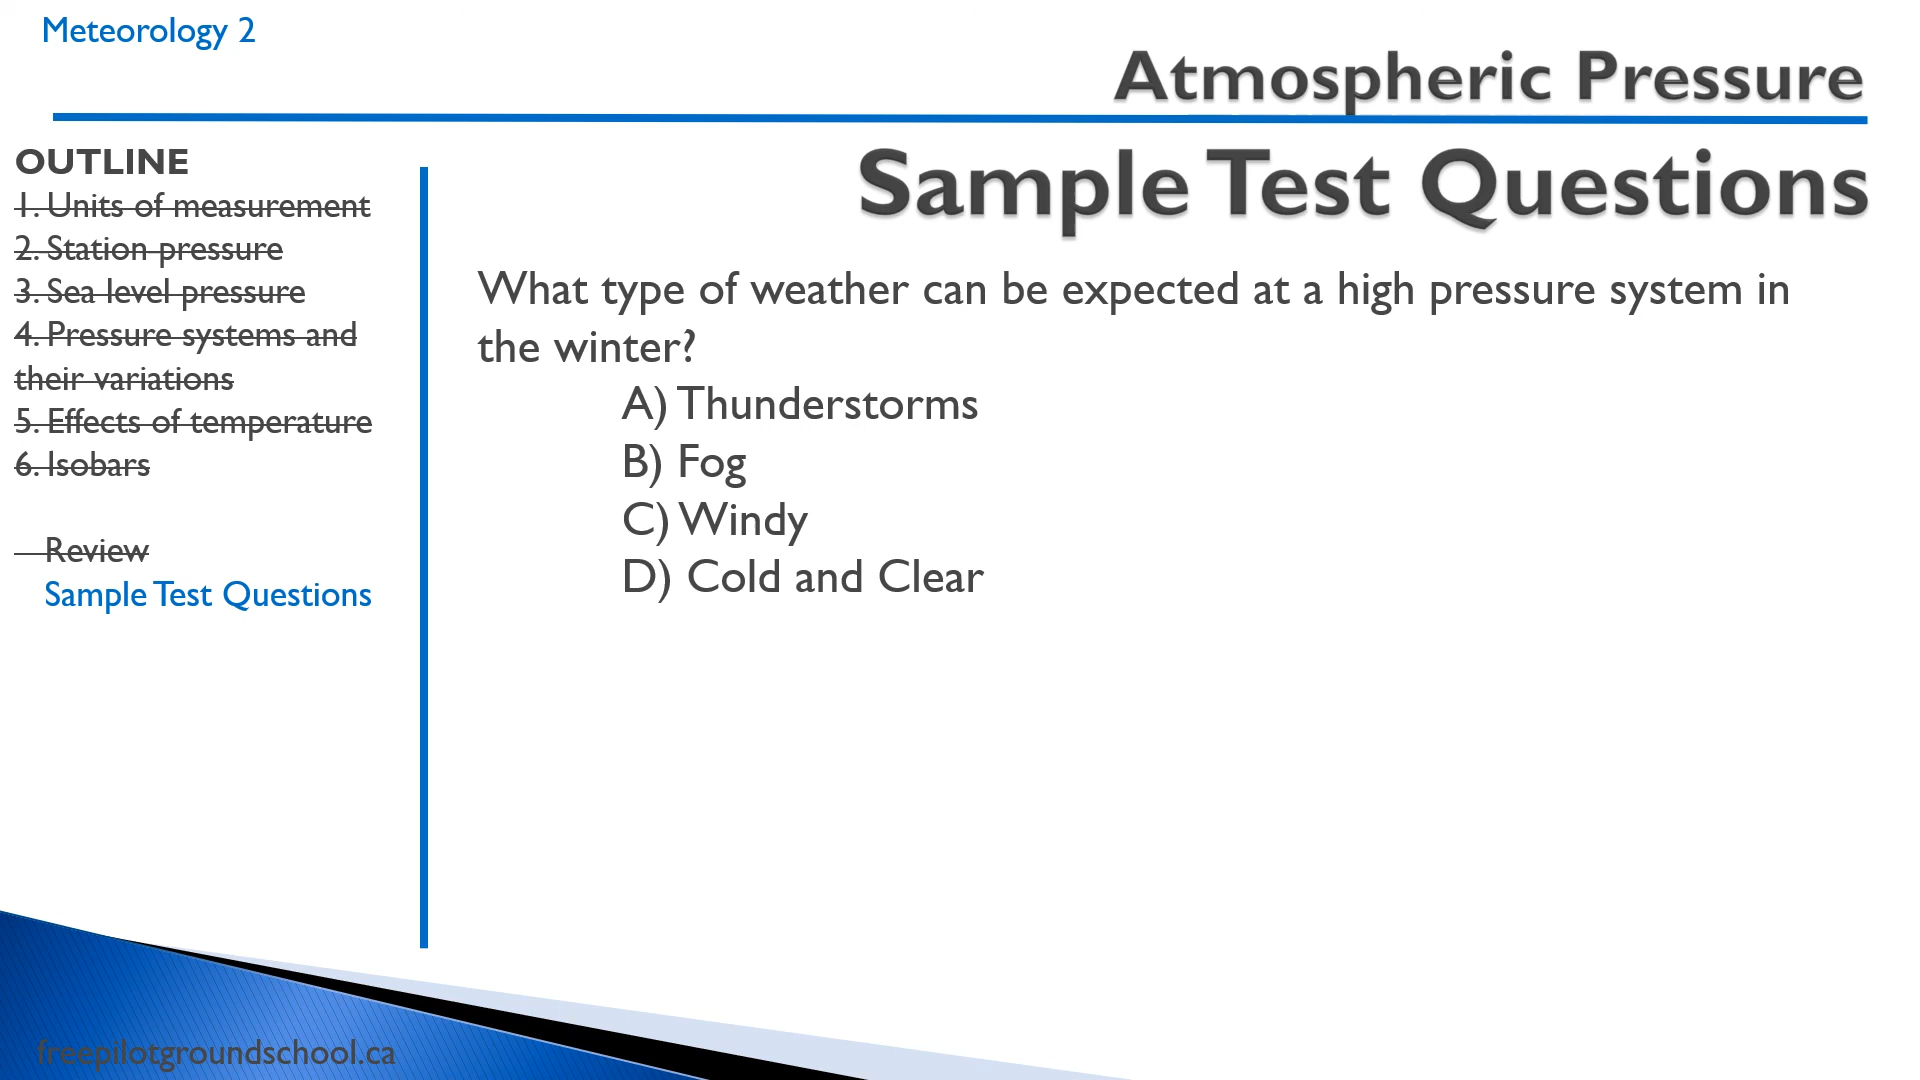 Meteorology 2
Atmospheric Pressure
OUTLINE
1. Units of measurement
2. Station pressure
3. Sea level pressure
4. Pressure systems and
their variations
5. Effects of temperature
6. Isobars
Review
Sample Test Questions
Sample Test Questions
What type of weather can be expected at a high pressure system in
the winter?
A) Thunderstorms
B) Fog
C) Windy
D) Cold and Clear
freepilotgroundschool.ca